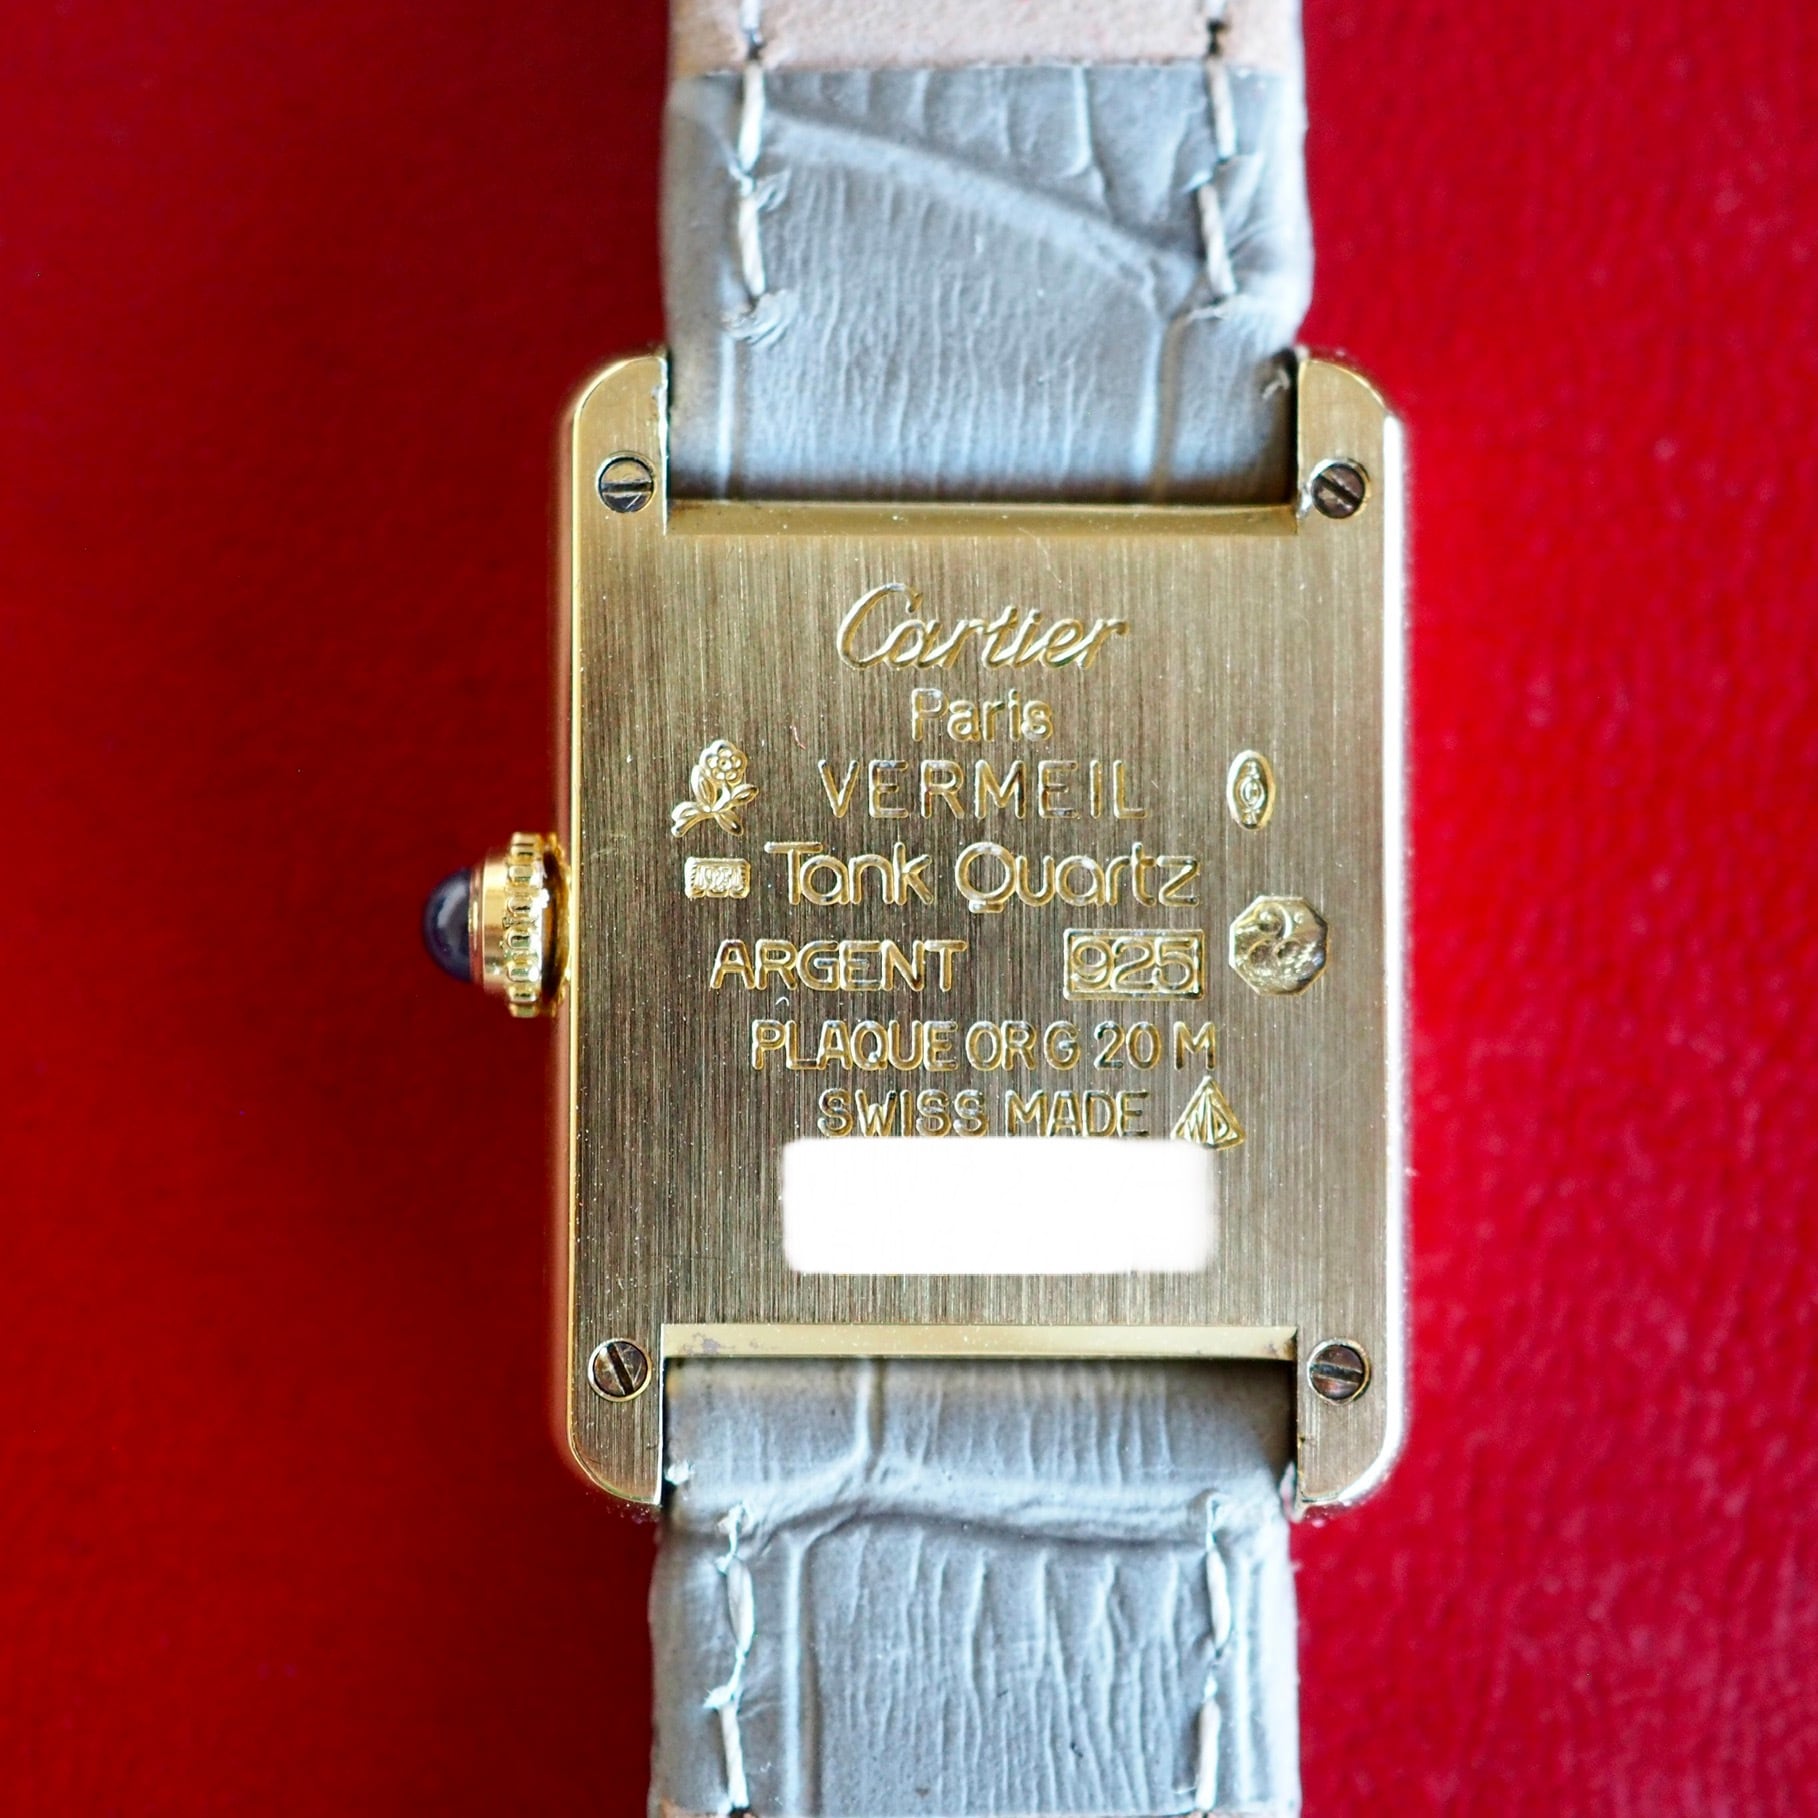 Cartier
Paris
VERMEIL
Tank Quartz
ARGENT 925
PLAQUE OR G 20 M
SWISS MADE